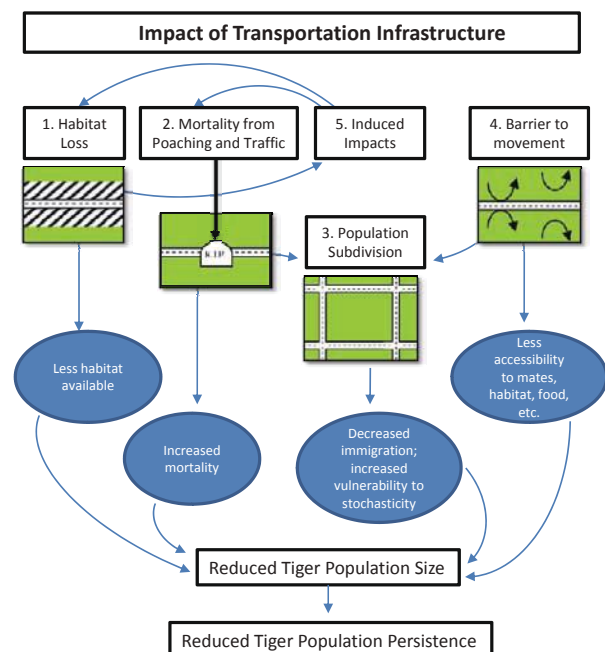 Impact of Transportation Infrastructure
1. Habitat
Loss
2. Mortality from
Poaching and Traffic
5. Induced
Impacts
4. Barrier to
movement
R.I.P.
3. Population
Subdivision
Less habitat
available
Increased
mortality
Decreased
immigration;
increased
vulnerability to
stochasticity
Less
accessibility
to mates,
habitat, food,
etc.
Reduced Tiger Population Size
Reduced Tiger Population Persistence